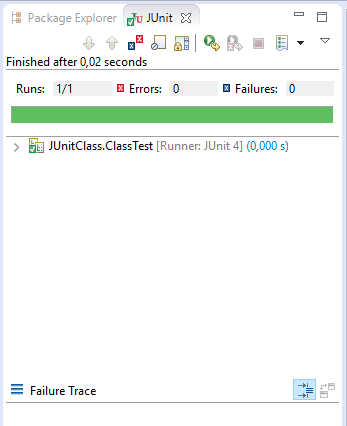 Package Explorer JUnit
Finished after 0,02 seconds
Runs: 1/1 Errors: 0 Failures: 0
JUnitClass.ClassTest [Runner: JUnit 4] (0,000 s)
Failure Trace